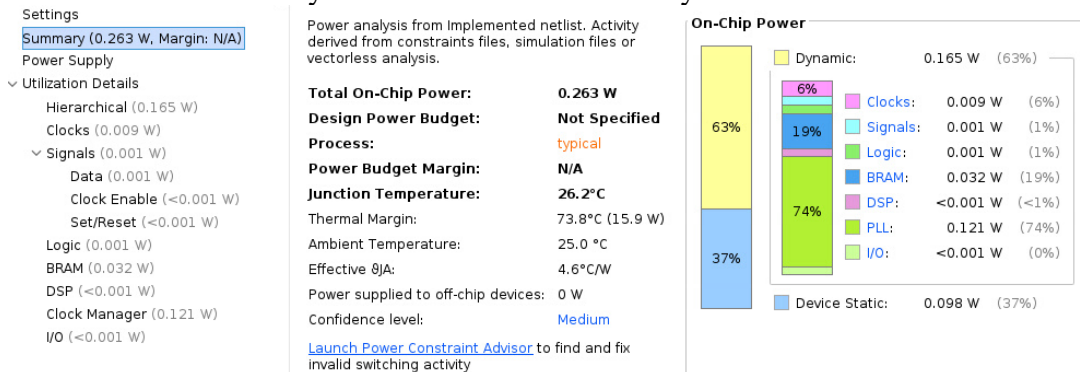 Settings
Summary (0.263 W, Margin: N/A)
Power Supply
Utilization Details
Hierarchical (0.165 W)
Clocks (0.009 W)
Signals (0.001 W)
Data (0.001 W)
Clock Enable (<0.001 W)
Set/Reset (<0.001 W)
Logic (0.001 W)
BRAM (0.032 W)
DSP (<0.001 W)
Clock Manager (0.121 W)
I/O (<0.001 W)
Power analysis from Implemented netlist. Activity
derived from constraints files, simulation files or
vectorless analysis.
Total On-Chip Power: 0.263 W
Design Power Budget: Not Specified
Process: typical
Power Budget Margin: N/A
Junction Temperature: 26.2°C
Thermal Margin: 73.8°C (15.9 W)
Ambient Temperature: 25.0 °C
Effective ϑJA: 4.6°C/W
Power supplied to off-chip devices: 0 W
Confidence level: Medium
Launch Power Constraint Advisor to find and fix
invalid switching activity
On-Chip Power
63%
37%
Dynamic: 0.165 W (63%)
6%
19%
74%
Clocks: 0.009 W (6%)
Signals: 0.001 W (1%)
Logic: 0.001 W (1%)
BRAM: 0.032 W (19%)
DSP: <0.001 W (<1%)
PLL: 0.121 W (74%)
I/O: <0.001 W (0%)
Device Static: 0.098 W (37%)